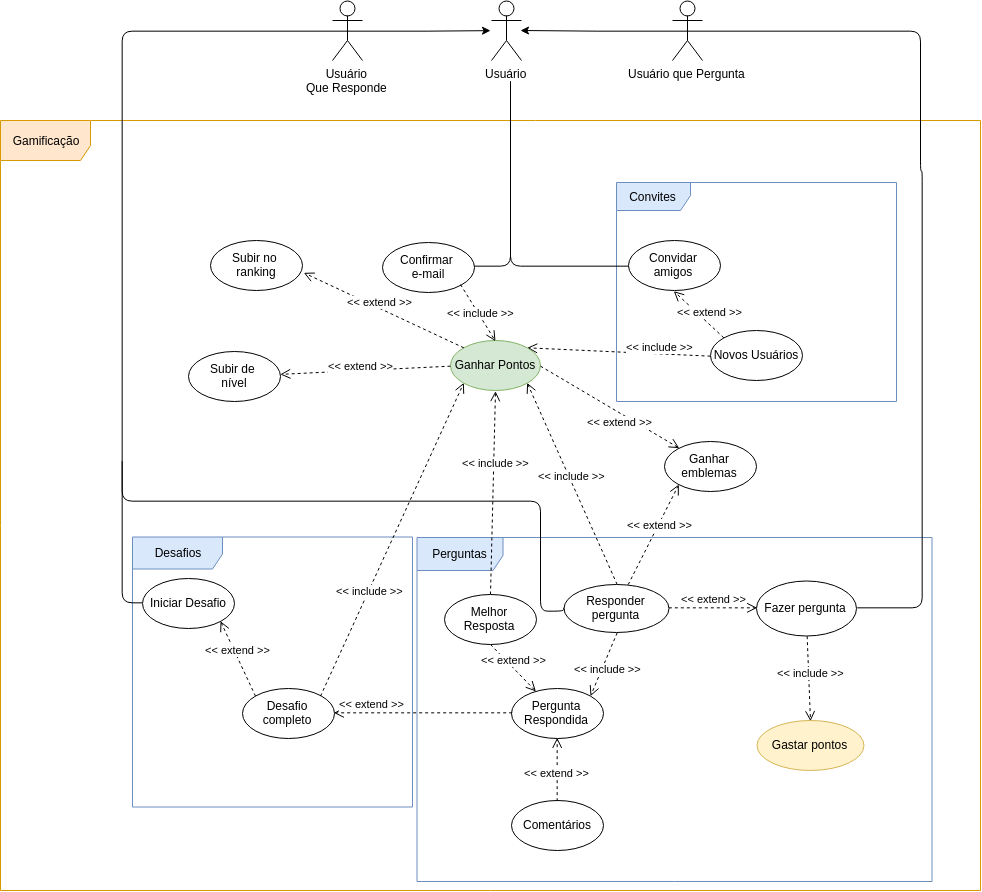 Usuário
Que Responde
Usuário
Usuário que Pergunta
Gamificação
Convites
Subir no
ranking
Confirmar
e-mail
Convidar
amigos
<< extend >>
<< include >>
<< extend >>
Ganhar Pontos
<< include >>
Novos Usuários
Subir de
nível
<< extend >>
<< extend >>
Ganhar
emblemas
<< include >>
<< include >>
<< extend >>
Desafios
Perguntas
Iniciar Desafio
<< include >>
Melhor
Resposta
Responder
pergunta
<< extend >>
Fazer pergunta
<< extend >>
<< extend >>
<< include >>
<< include >>
Desafio
completo
<< extend >>
Pergunta
Respondida
Gastar pontos
<< extend >>
Comentários